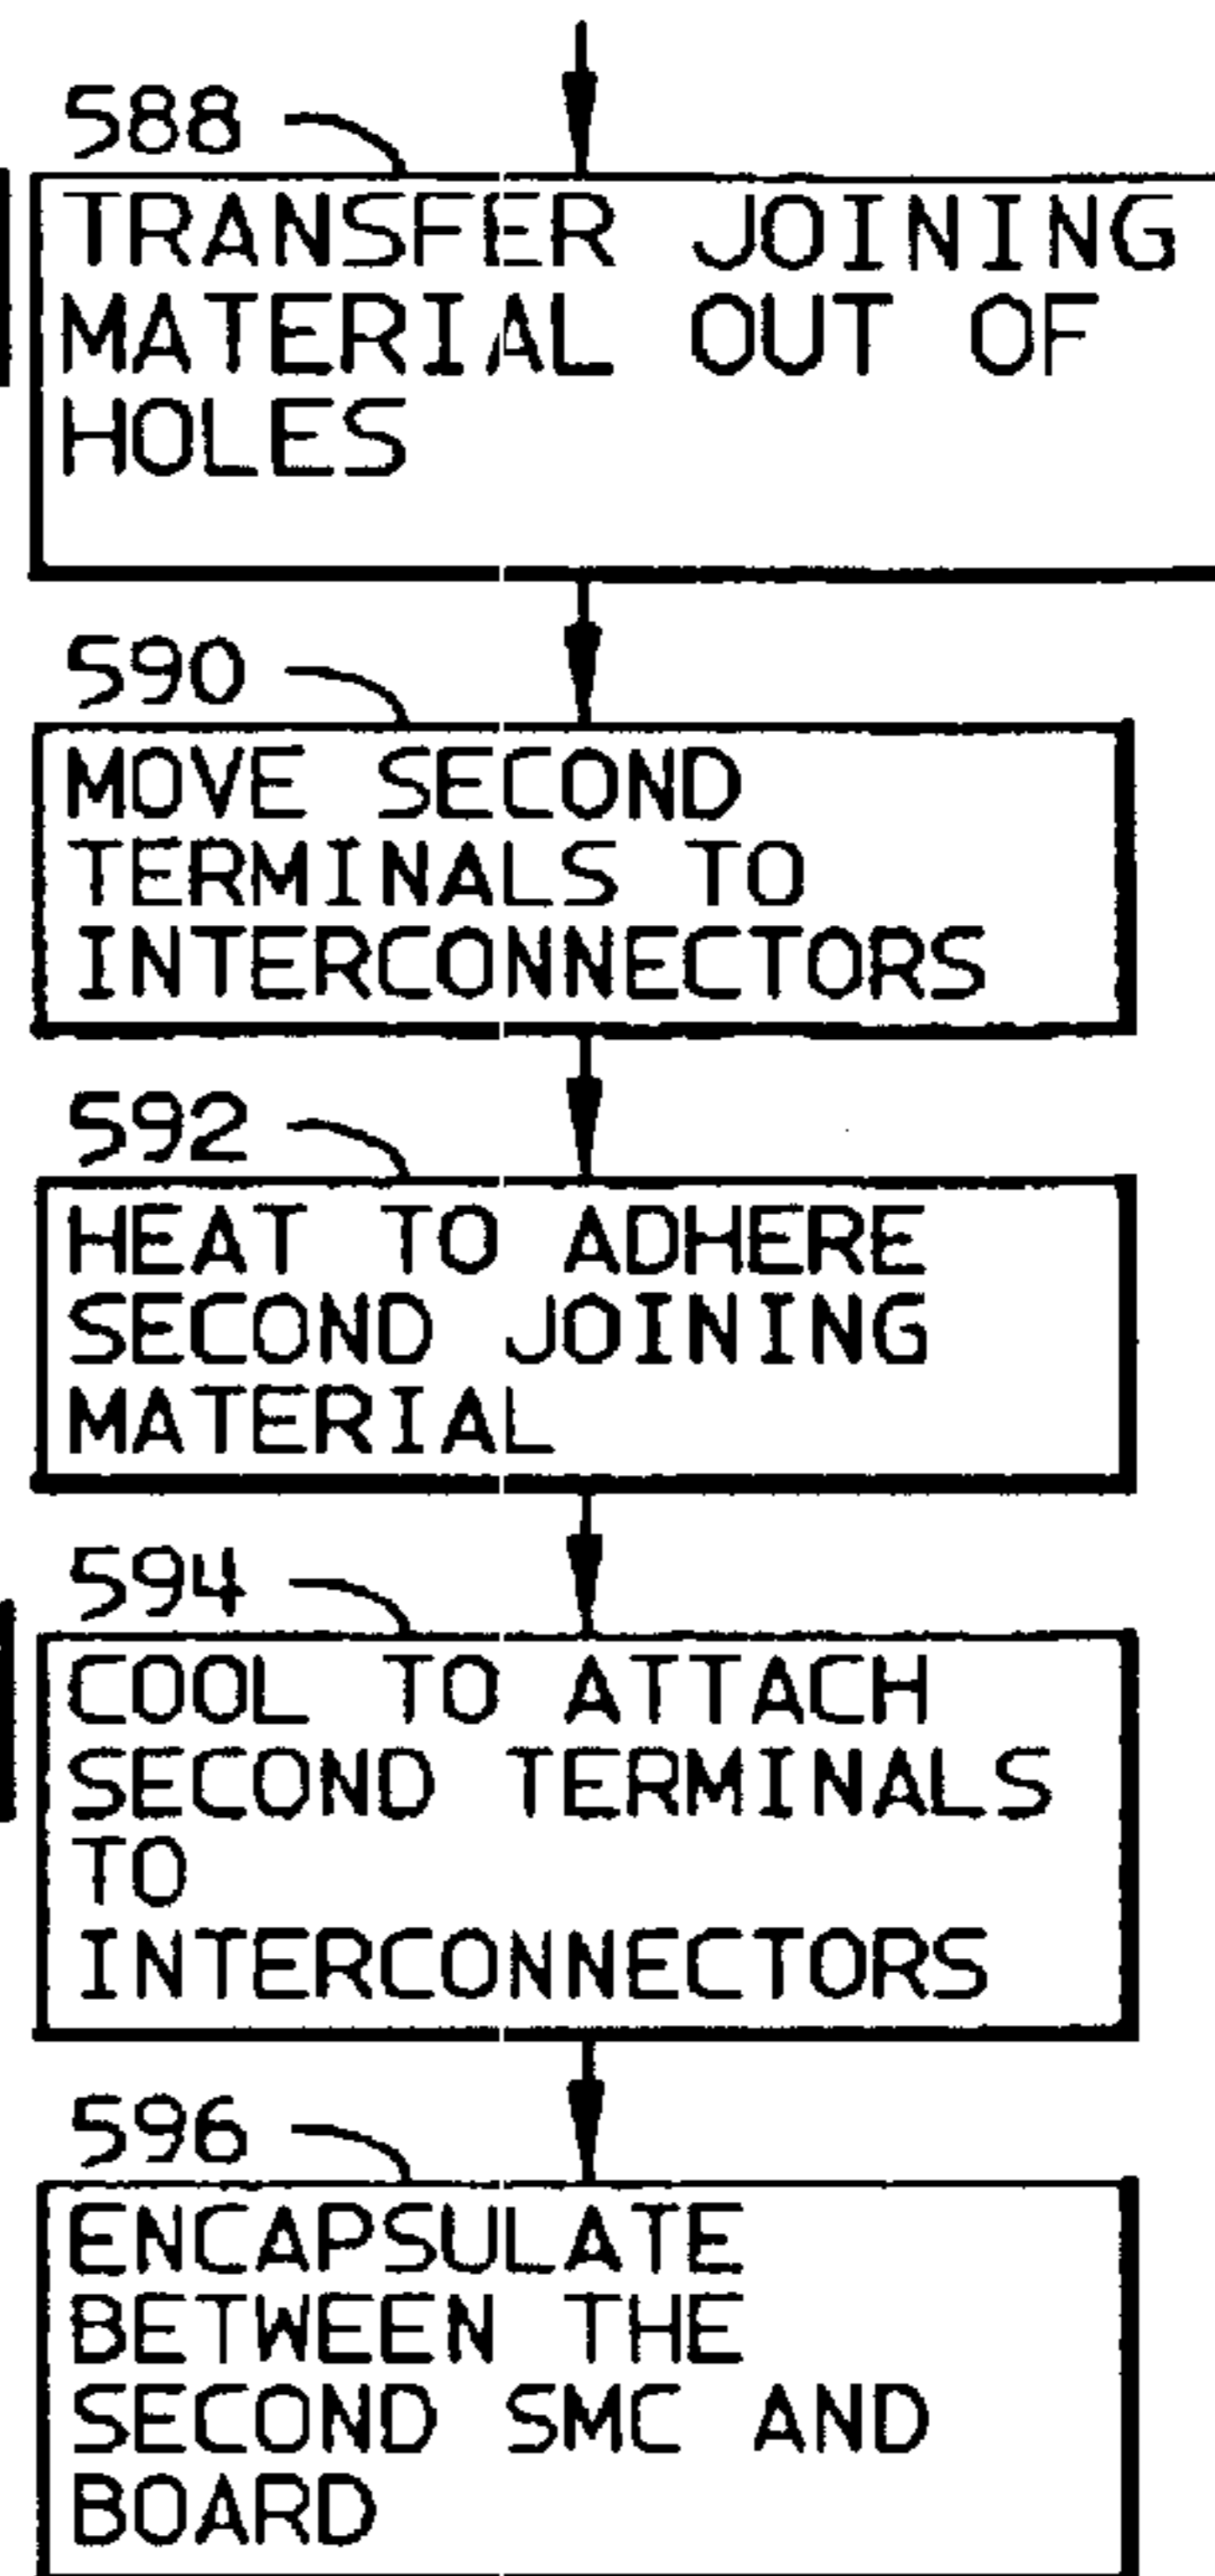 588
TRANSFER JOINING
MATERIAL OUT OF
HOLES
590
MOVE SECOND
TERMINALS TO
INTERCONNECTORS
592
HEAT TO ADHERE
SECOND JOINING
MATERIAL
594
COOL TO ATTACH
SECOND TERMINALS
TO
INTERCONNECTORS
596
ENCAPSULATE
BETWEEN THE
SECOND SMC AND
BOARD